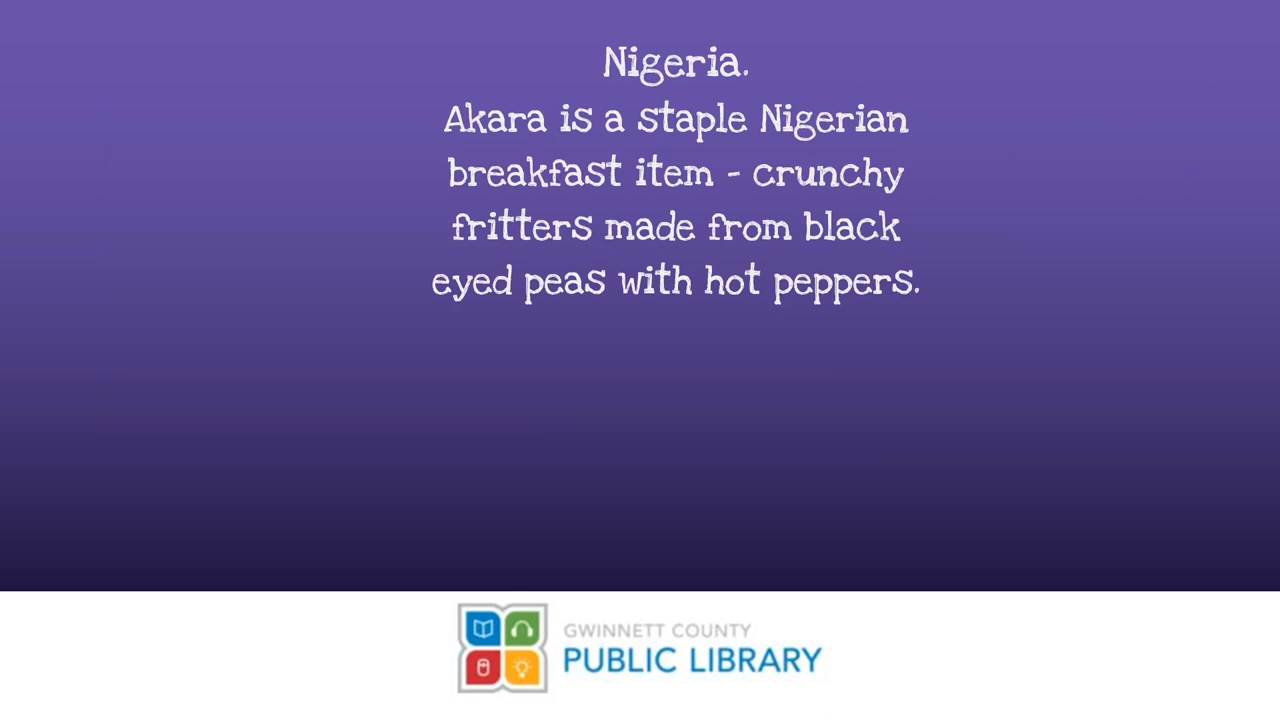 Nigeria.
Akara is a staple Nigerian
breakfast item - crunchy
fritters made from black
eyed peas with hot peppers.
GWINNETT COUNTY
PUBLIC LIBRARY